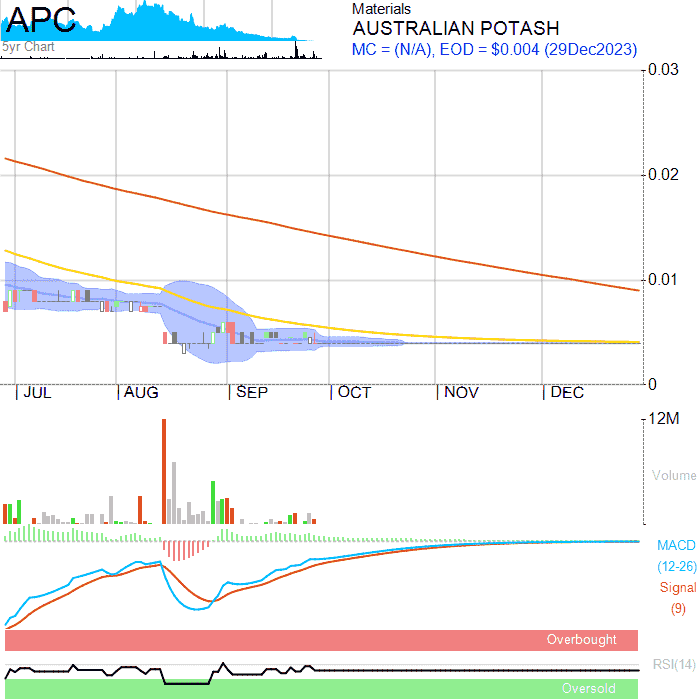 APC
5yr Chart
Materials
AUSTRALIAN POTASH
MC = (N/A), EOD = $0.004 (29Dec2023)
0.03
0.02
0.01
0
JUL AUG SEP OCT NOV DEC
12M
Volume
MACD
(12-26)
Signal
(9)
Overbought
RSI(14)
Oversold